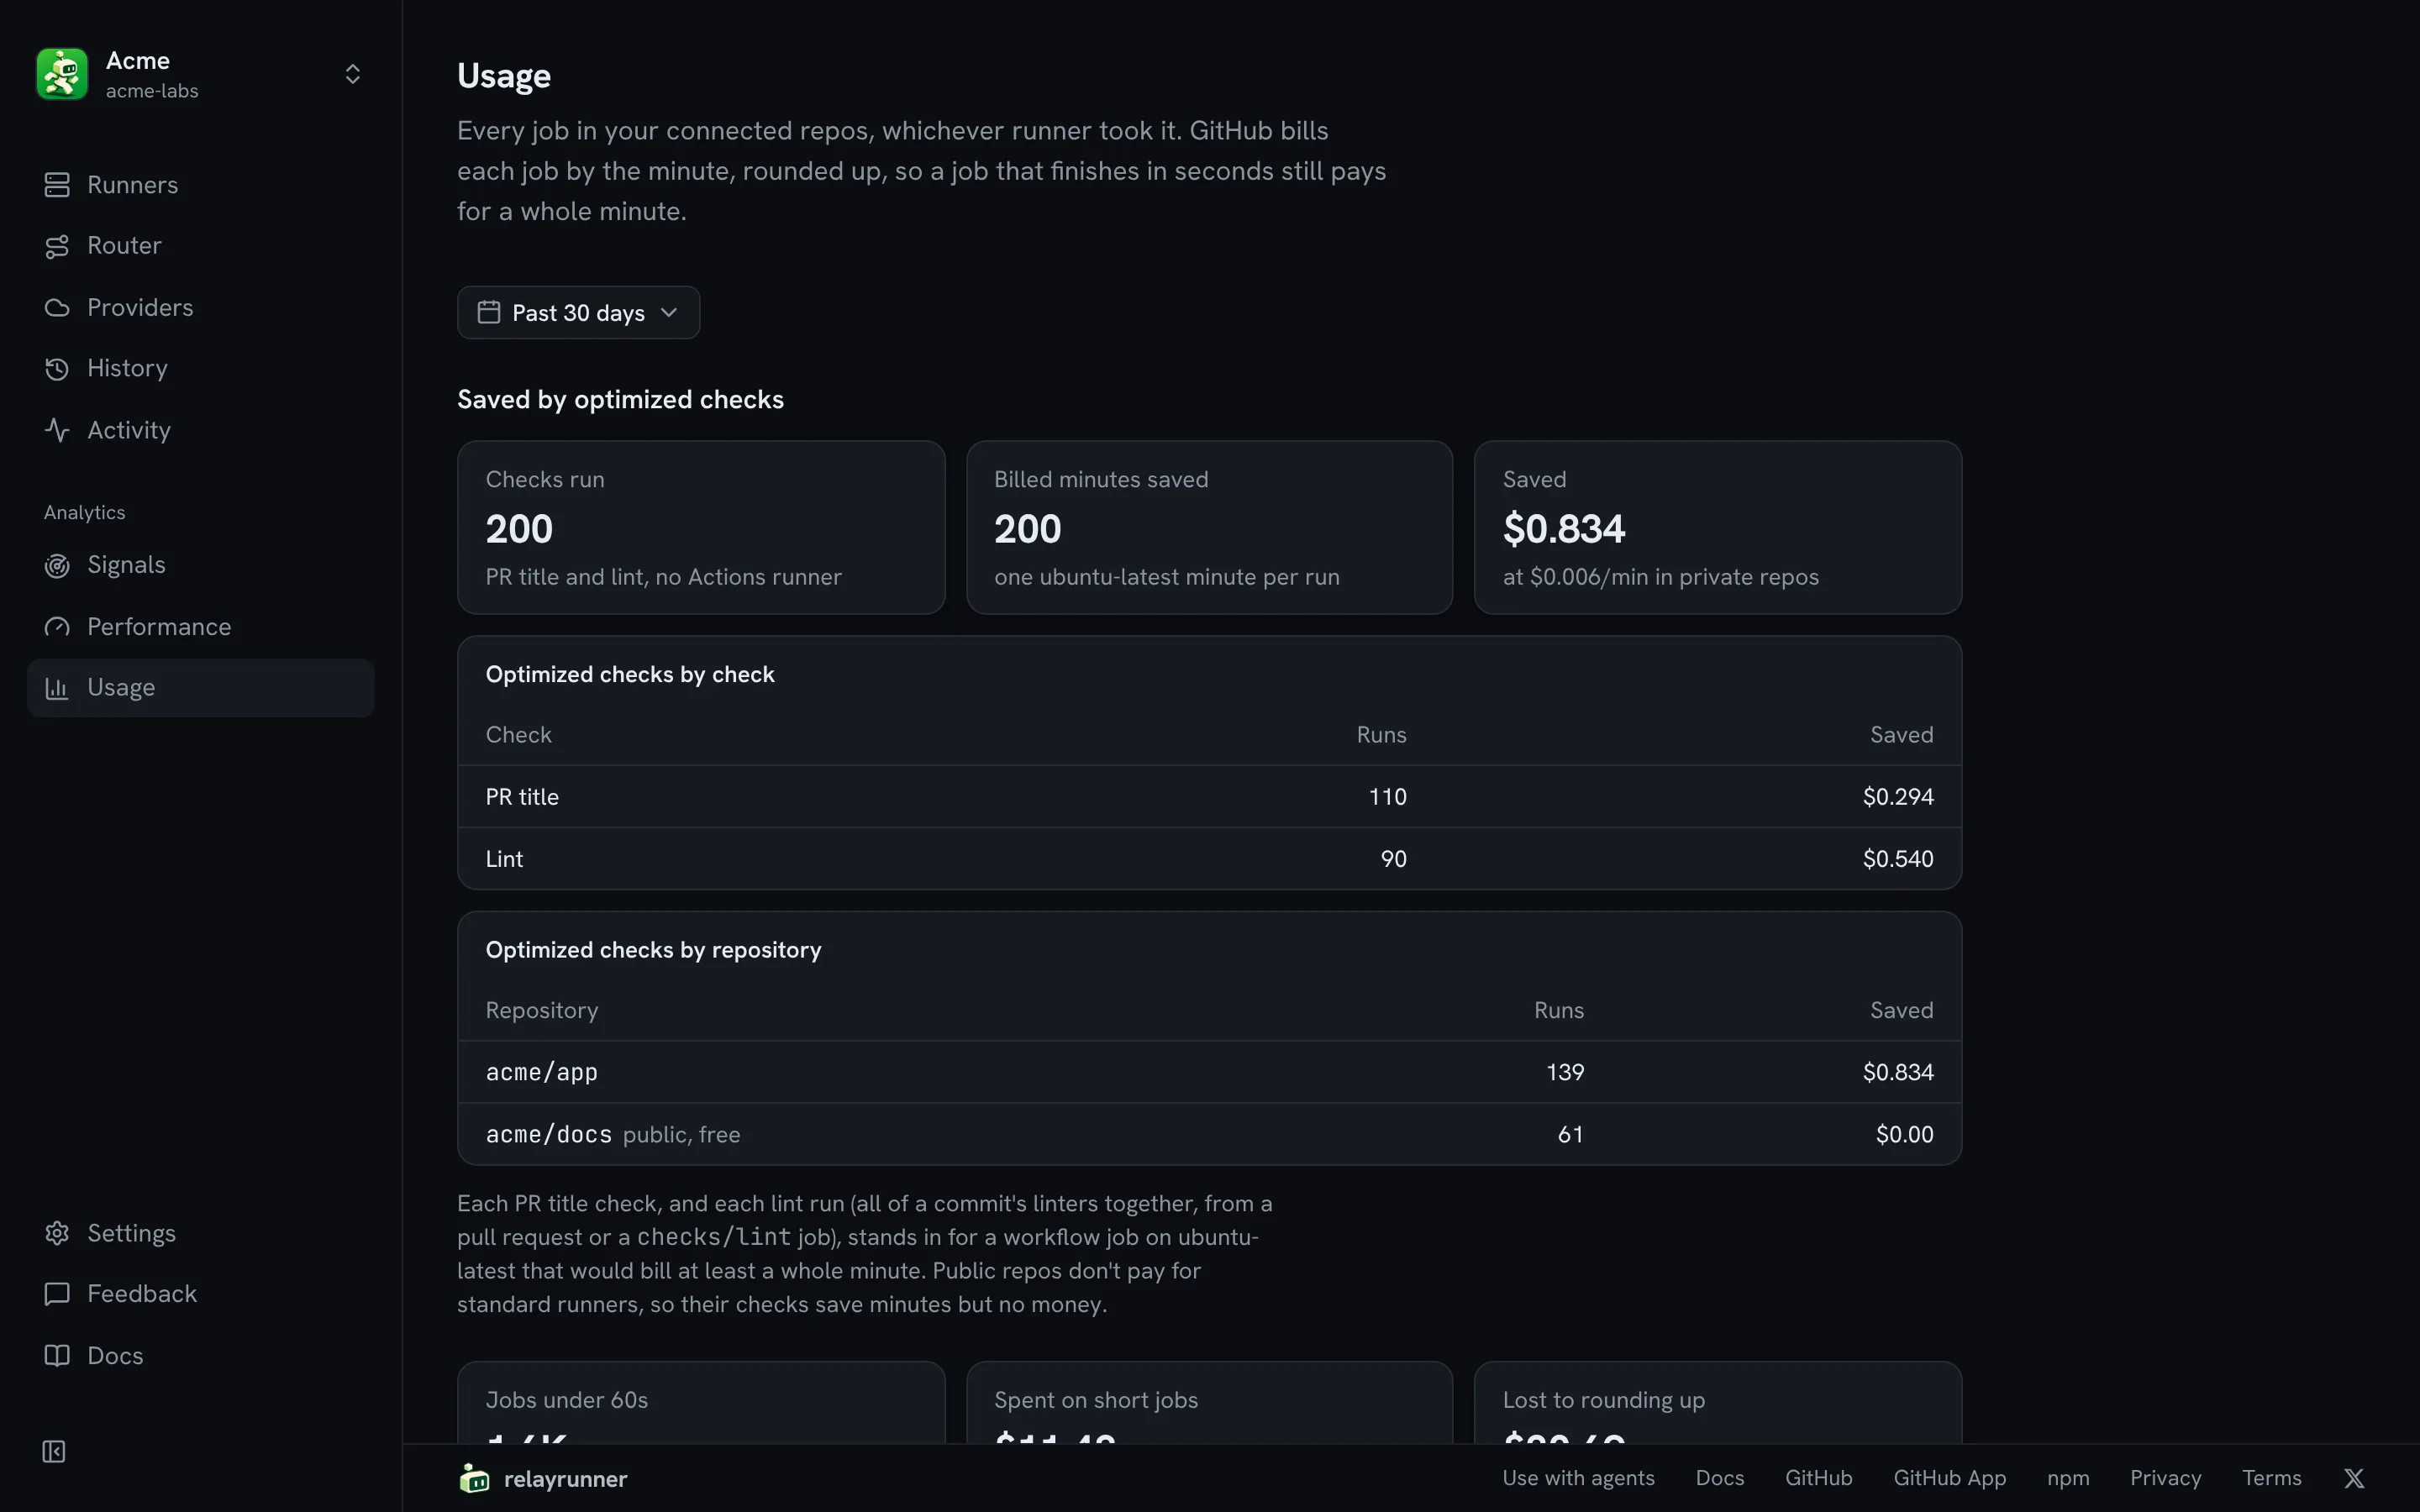 Acme
acme-labs
Runners
Router
Providers
History
Activity
Analytics
Signals
Performance
Usage
Settings
Feedback
Docs
Usage
Every job in your connected repos, whichever runner took it. GitHub bills
each job by the minute, rounded up, so a job that finishes in seconds still pays
for a whole minute.
Past 30 days
Saved by optimized checks
Checks run
200
PR title and lint, no Actions runner
Billed minutes saved
200
one ubuntu-latest minute per run
Saved
$0.834
at $0.006/min in private repos
Optimized checks by check
Check Runs Saved
PR title 110 $0.294
Lint 90 $0.540
Optimized checks by repository
Repository Runs Saved
acme/app 139 $0.834
acme/docs public, free 61 $0.00
Each PR title check, and each lint run (all of a commit's linters together, from a
pull request or a checks/lint job), stands in for a workflow job on ubuntu-
latest that would bill at least a whole minute. Public repos don't pay for
standard runners, so their checks save minutes but no money.
Jobs under 60s
Spent on short jobs
Lost to rounding up
relayrunner
Use with agents Docs GitHub GitHub App npm Privacy Terms